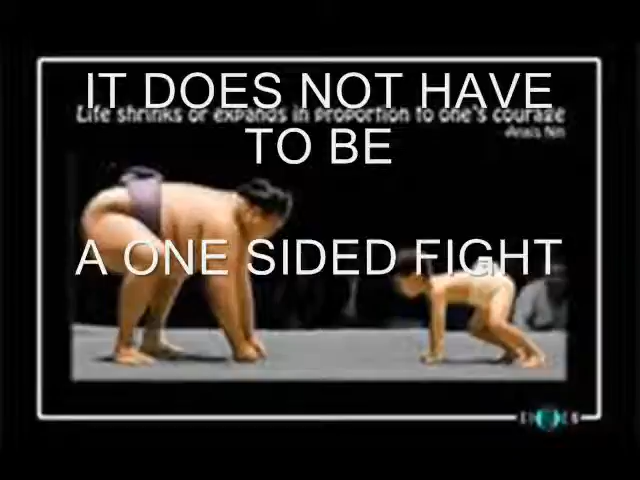 IT DOES NOT HAVE
Life shrinks or expands in proportion to one's courage
TO BE
Anais Nin
A ONE SIDED FIGHT